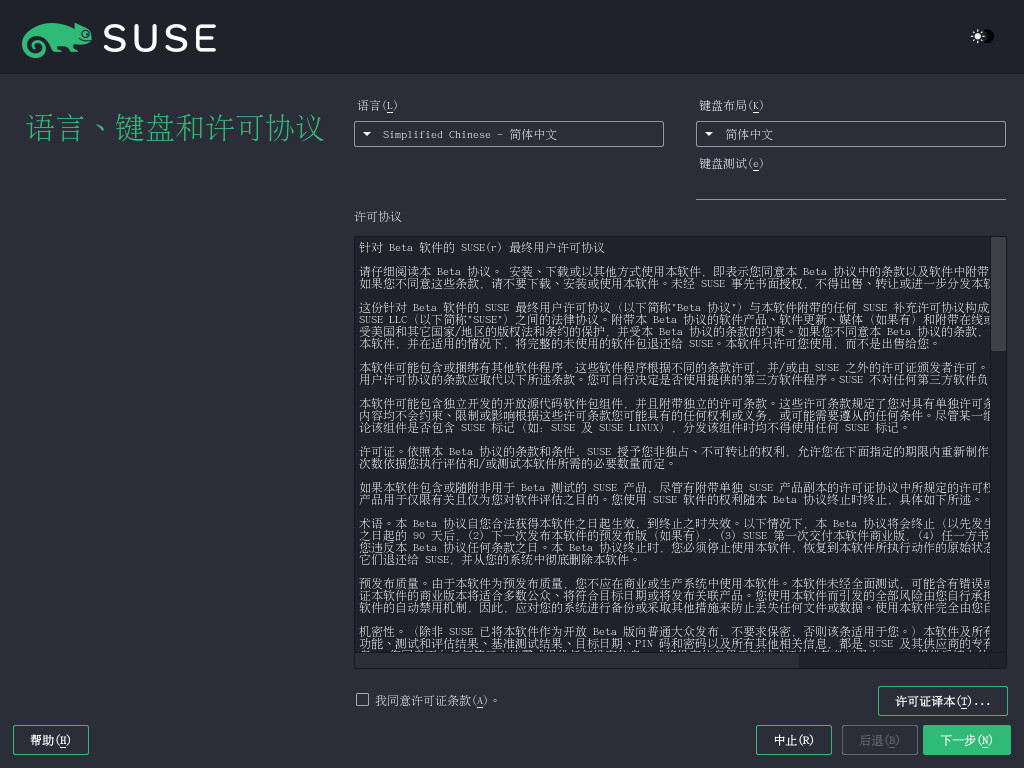 SUSE
语言、键盘和许可协议
语言(L)
键盘布局(K)
Simplified Chinese - 简体中文
简体中文
键盘测试(e)
许可协议
针对 Beta 软件的 SUSE(r) 最终用户许可协议
请仔细阅读本 Beta 协议。 安装、下载或以其他方式使用本软件，即表示您同意本 Beta 协议中的条款以及软件中附带
如果您不同意这些条款，请不要下载、安装或使用本软件。未经 SUSE 事先书面授权，不得出售、转让或进一步分发本软
这份针对 Beta 软件的 SUSE 最终用户许可协议（以下简称"Beta 协议"）与本软件附带的任何 SUSE 补充许可协议构成
SUSE LLC（以下简称"SUSE"）之间的法律协议。附带本 Beta 协议的软件产品、软件更新、媒体（如果有）和附带在线或
受美国和其它国家/地区的版权法和条约的保护，并受本 Beta 协议的条款的约束。如果您不同意本 Beta 协议的条款，
本软件，并在适用的情况下，将完整的未使用的软件包退还给 SUSE。本软件只许可您使用，而不是出售给您。
本软件可能包含或捆绑有其他软件程序，这些软件程序根据不同的条款许可，并/或由 SUSE 之外的许可证颁发者许可。
用户许可协议的条款应取代以下所述条款。您可自行决定是否使用提供的第三方软件程序。SUSE 不对任何第三方软件负
本软件可能包含独立开发的开放源代码软件包组件，并且附带独立的许可条款。这些许可条款规定了您对具有单独许可条
内容均不会约束、限制或影响根据这些许可条款您可能具有的任何权利或义务，或可能需要遵从的任何条件。尽管某一组
论该组件是否包含 SUSE 标记（如：SUSE 及 SUSE LINUX），分发该组件时均不得使用任何 SUSE 标记。
许可证。依照本 Beta 协议的条款和条件，SUSE 授予您非独占、不可转让的权利，允许您在下面指定的期限内重新制作
次数依据您执行评估和/或测试本软件所需的必要数量而定。
如果本软件包含或随附非用于 Beta 测试的 SUSE 产品，尽管有附带单独 SUSE 产品副本的许可证协议中所规定的许可权
产品用于仅限有关且仅为您对软件评估之目的。您使用 SUSE 软件的权利随本 Beta 协议终止时终止，具体如下所述。
术语。本 Beta 协议自您合法获得本软件之日起生效，到终止之时失效。以下情况下，本 Beta 协议将会终止（以先发生
之日起的 90 天后，(2) 下一次发布本软件的预发布版（如果有），(3) SUSE 第一次交付本软件商业版，(4) 任一方书
您违反本 Beta 协议任何条款之日。本 Beta 协议终止时，您必须停止使用本软件，恢复到本软件所执行动作的原始状态
它们退还给 SUSE，并从您的系统中彻底删除本软件。
预发布质量。由于本软件为预发布质量，您不应在商业或生产系统中使用本软件。本软件未经全面测试，可能含有错误或
证本软件的商业版本将适合多数公众、将符合目标日期或将发布关联产品。您使用本软件而引发的全部风险由您自行承担
软件的自动禁用机制，因此，应对您的系统进行备份或采取其他措施来防止丢失任何文件或数据。使用本软件完全由您自
机密性。（除非 SUSE 已将本软件作为开放 Beta 版向普通大众发布，不要求保密，否则该条适用于您。）本软件及所有
功能、测试和评估结果、基准测试结果、目标日期、PIN 码和密码以及所有其他相关信息，都是 SUSE 及其供应商的专有
我同意许可证条款(A)。
许可证译本(T)...
帮助(H)
中止(R)
后退(B)
下一步(N)